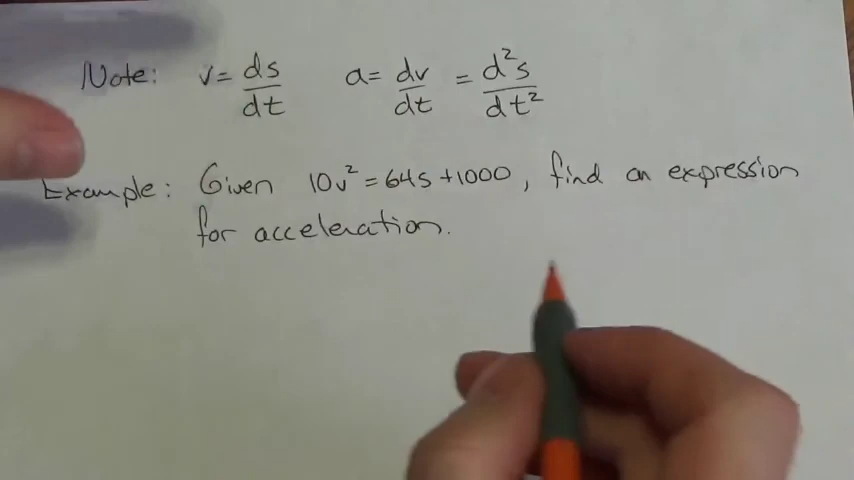 Note: v = ds/dt a = dv/dt = d²s/dt²
Example: Given 10v² = 64s + 1000, find an expression
for acceleration.